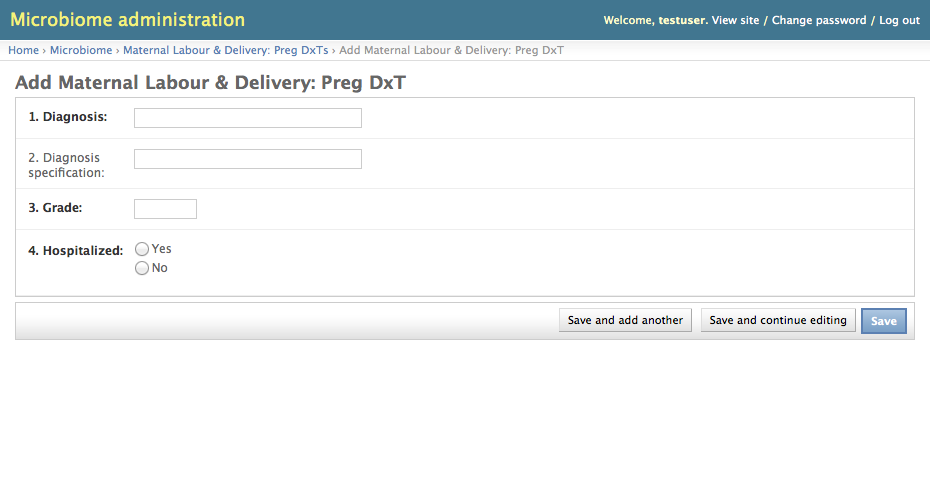 Microbiome administration
Welcome, testuser. View site / Change password / Log out
Home › Microbiome › Maternal Labour & Delivery: Preg DxTs › Add Maternal Labour & Delivery: Preg DxT
Add Maternal Labour & Delivery: Preg DxT
1. Diagnosis:
2. Diagnosis
specification:
3. Grade:
4. Hospitalized:
Yes
No
Save and add another
Save and continue editing
Save